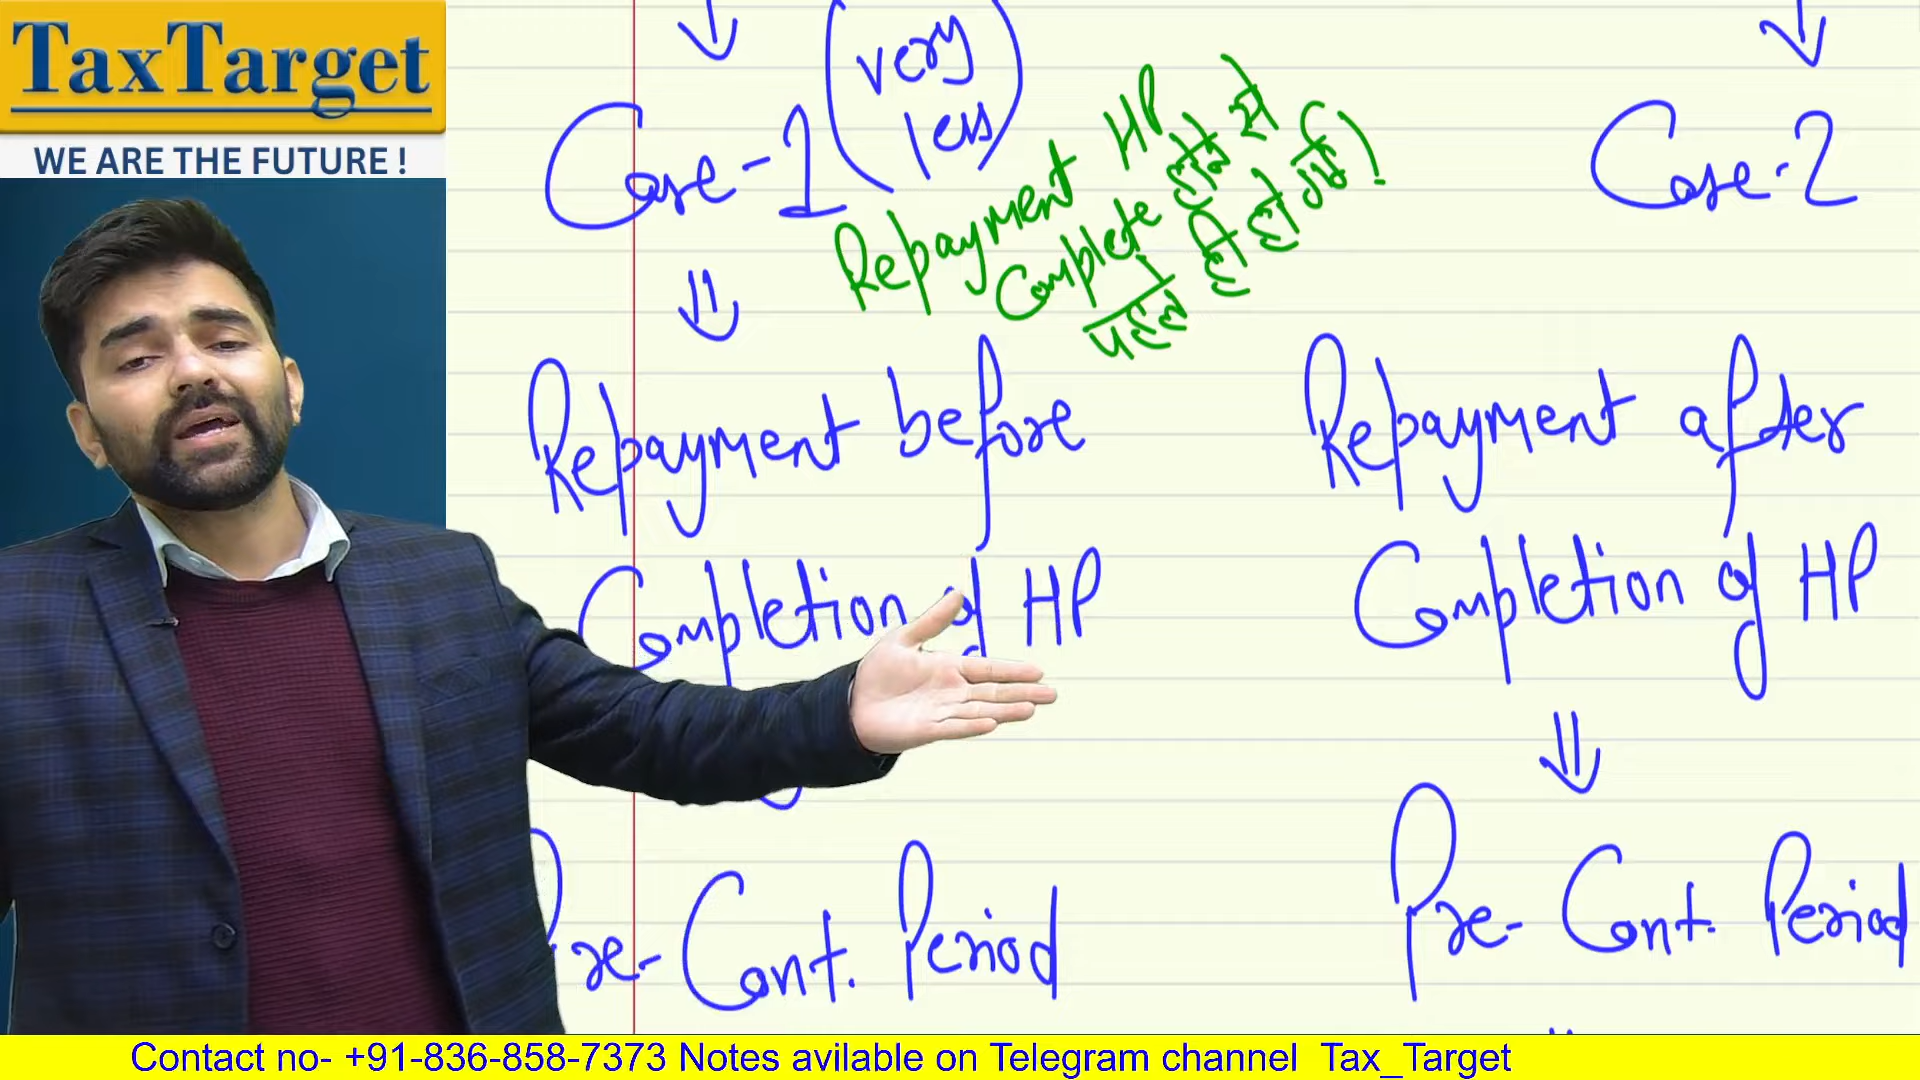 TaxTarget
WE ARE THE FUTURE !
(very less)
Case-1
Repayment HP
Complete होने से
पहले ही हो गई!
Repayment before
Completion of HP
Pre-Cont. Period
Case-2
Repayment after
Completion of HP
Pre-Cont. Period
Contact no- +91-836-858-7373 Notes avilable on Telegram channel Tax_Target